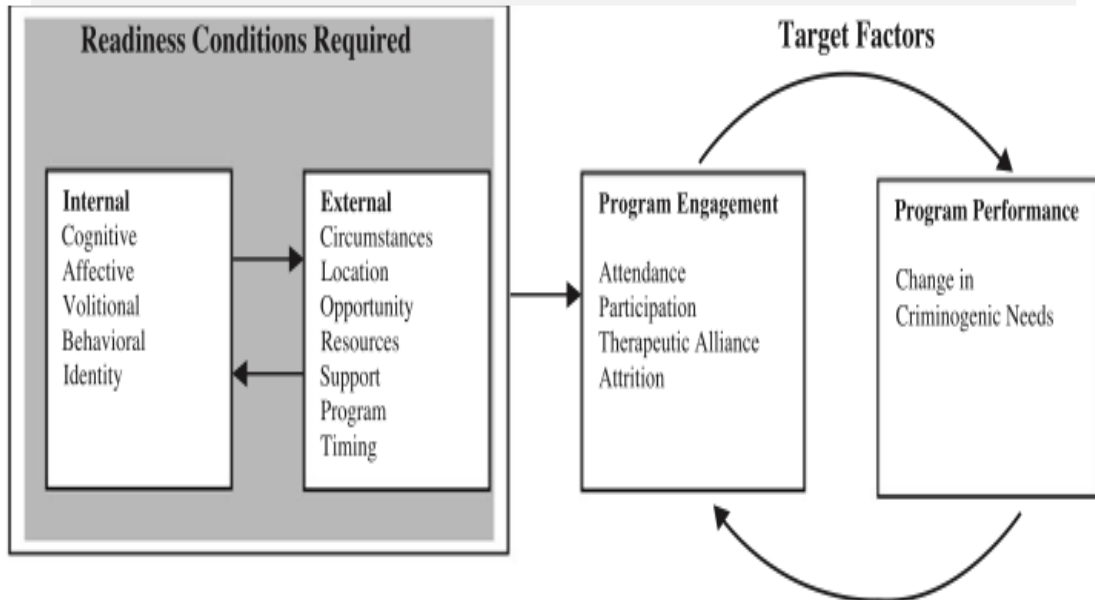 Readiness Conditions Required
Internal
Cognitive
Affective
Volitional
Behavioral
Identity
External
Circumstances
Location
Opportunity
Resources
Support
Program
Timing
Target Factors
Program Engagement
Attendance
Participation
Therapeutic Alliance
Attrition
Program Performance
Change in
Criminogenic Needs